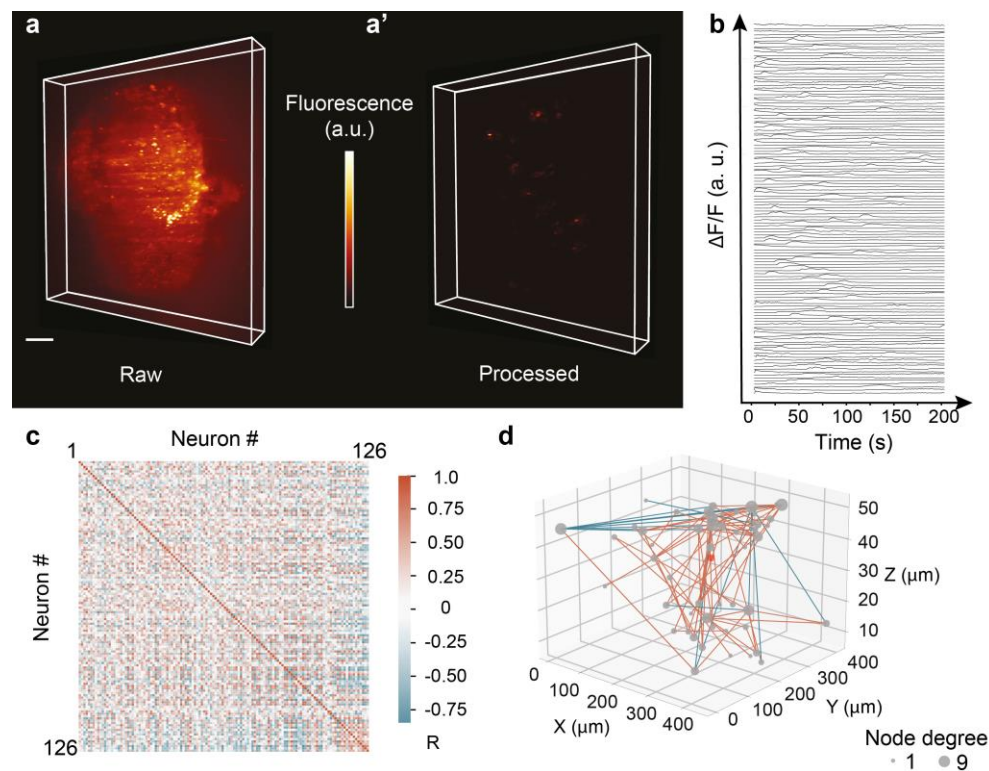 a
a'
Fluorescence
(a.u.)
Raw
Processed
b
ΔF/F (a. u.)
0 50 100 150 200
Time (s)
c
Neuron #
1 126
Neuron #
126
1.0
0.75
0.50
0.25
0
-0.25
-0.50
-0.75
R
d
50
40
30
20
10
Z (µm)
0 100 200 300 400
X (µm)
0 100 200 300 400
Y (µm)
Node degree
1 9